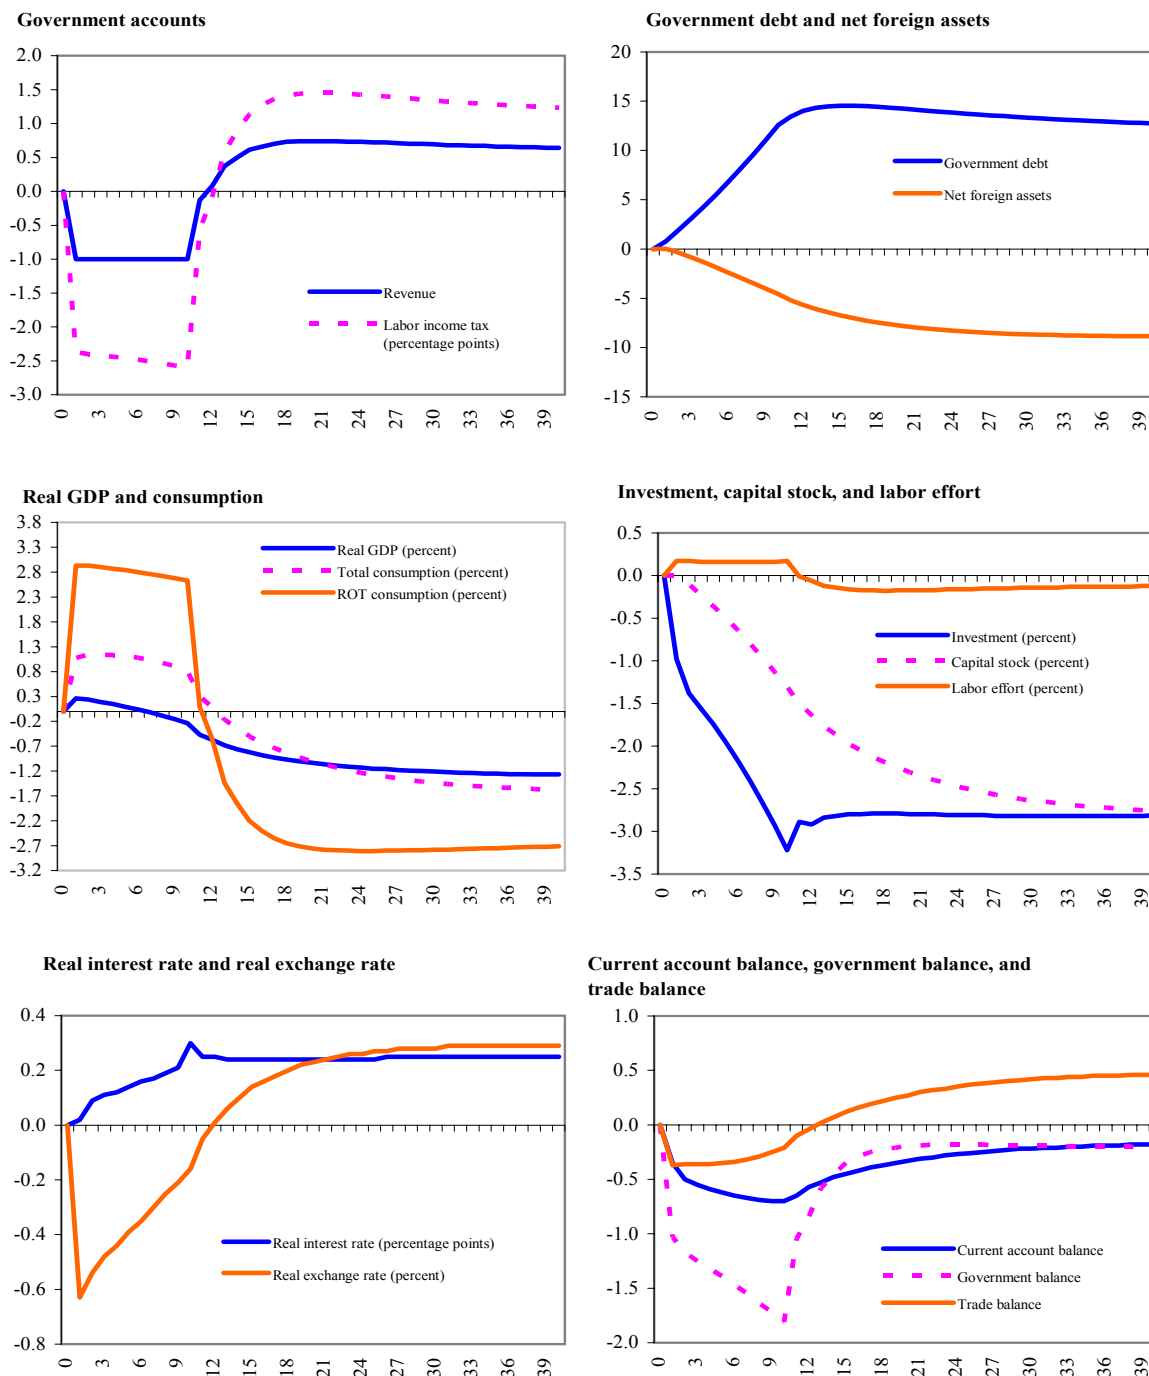 Government accounts
2.0
1.5
1.0
0.5
0.0
-0.5
-1.0
-1.5
-2.0
-2.5
-3.0
Revenue
Labor income tax
(percentage points)
0 3 6 9 12 15 18 21 24 27 30 33 36 39
Government debt and net foreign assets
20
15
10
5
0
-5
-10
-15
Government debt
Net foreign assets
0 3 6 9 12 15 18 21 24 27 30 33 36 39
Real GDP and consumption
3.8
3.3
2.8
2.3
1.8
1.3
0.8
0.3
-0.2
-0.7
-1.2
-1.7
-2.2
-2.7
-3.2
Real GDP (percent)
Total consumption (percent)
ROT consumption (percent)
0 3 6 9 12 15 18 21 24 27 30 33 36 39
Investment, capital stock, and labor effort
0.5
0.0
-0.5
-1.0
-1.5
-2.0
-2.5
-3.0
-3.5
Investment (percent)
Capital stock (percent)
Labor effort (percent)
0 3 6 9 12 15 18 21 24 27 30 33 36 39
Real interest rate and real exchange rate
0.4
0.2
0.0
-0.2
-0.4
-0.6
-0.8
Real interest rate (percentage points)
Real exchange rate (percent)
0 3 6 9 12 15 18 21 24 27 30 33 36 39
Current account balance, government balance, and
trade balance
1.0
0.5
0.0
-0.5
-1.0
-1.5
-2.0
Current account balance
Government balance
Trade balance
0 3 6 9 12 15 18 21 24 27 30 33 36 39